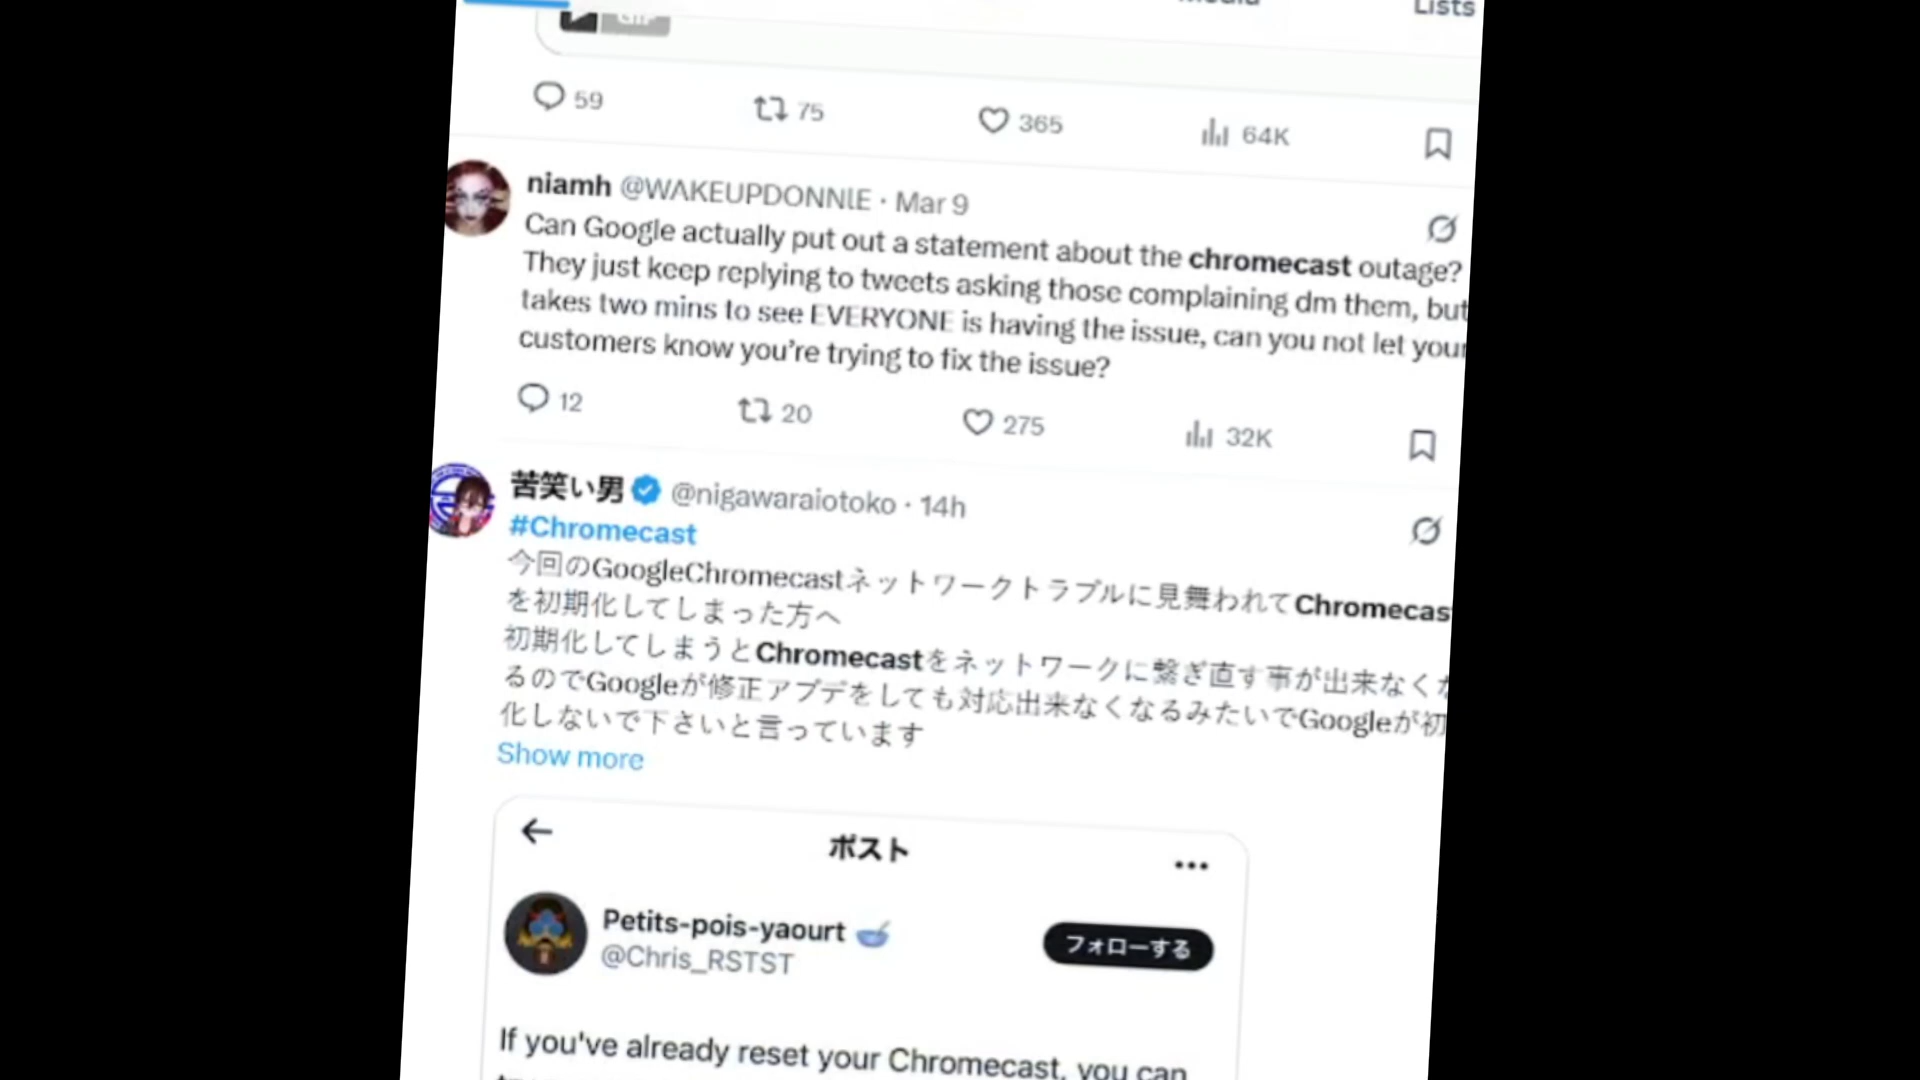 Lists
GIF
59 75 365 64K
niamh @WAKEUPDONNIE · Mar 9
Can Google actually put out a statement about the chromecast outage?
They just keep replying to tweets asking those complaining dm them, but
takes two mins to see EVERYONE is having the issue, can you not let your
customers know you’re trying to fix the issue?
12 20 275 32K
苦笑い男 @nigawaraiotoko · 14h
#Chromecast
今回のGoogleChromecastネットワークトラブルに見舞われてChromecast
を初期化してしまった方へ
初期化してしまうとChromecastをネットワークに繋ぎ直す事が出来なくな
るのでGoogleが修正アプデをしても対応出来なくなるみたいでGoogleが初
化しないで下さいと言っています
Show more
ポスト
Petits-pois-yaourt
@Chris_RSTST
フォローする
If you've already reset your Chromecast, you can